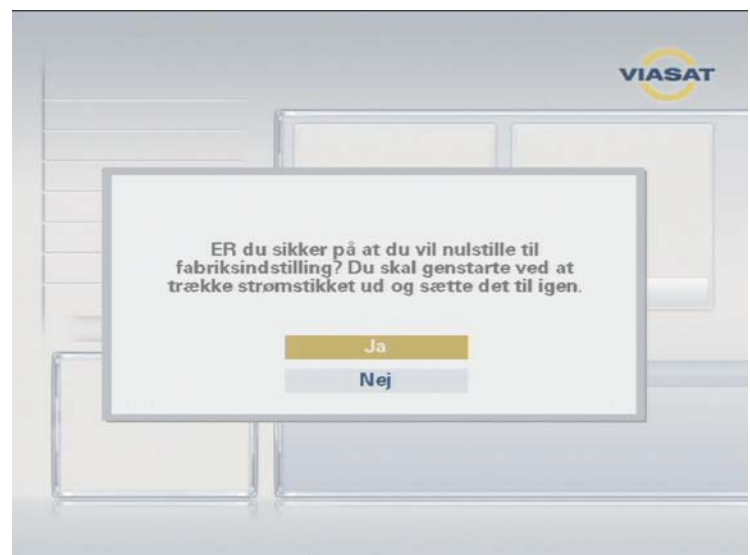 VIASAT
ER du sikker på at du vil nulstille til
fabriksindstilling? Du skal genstarte ved at
trække strømstikket ud og sætte det til igen.
Ja
Nej